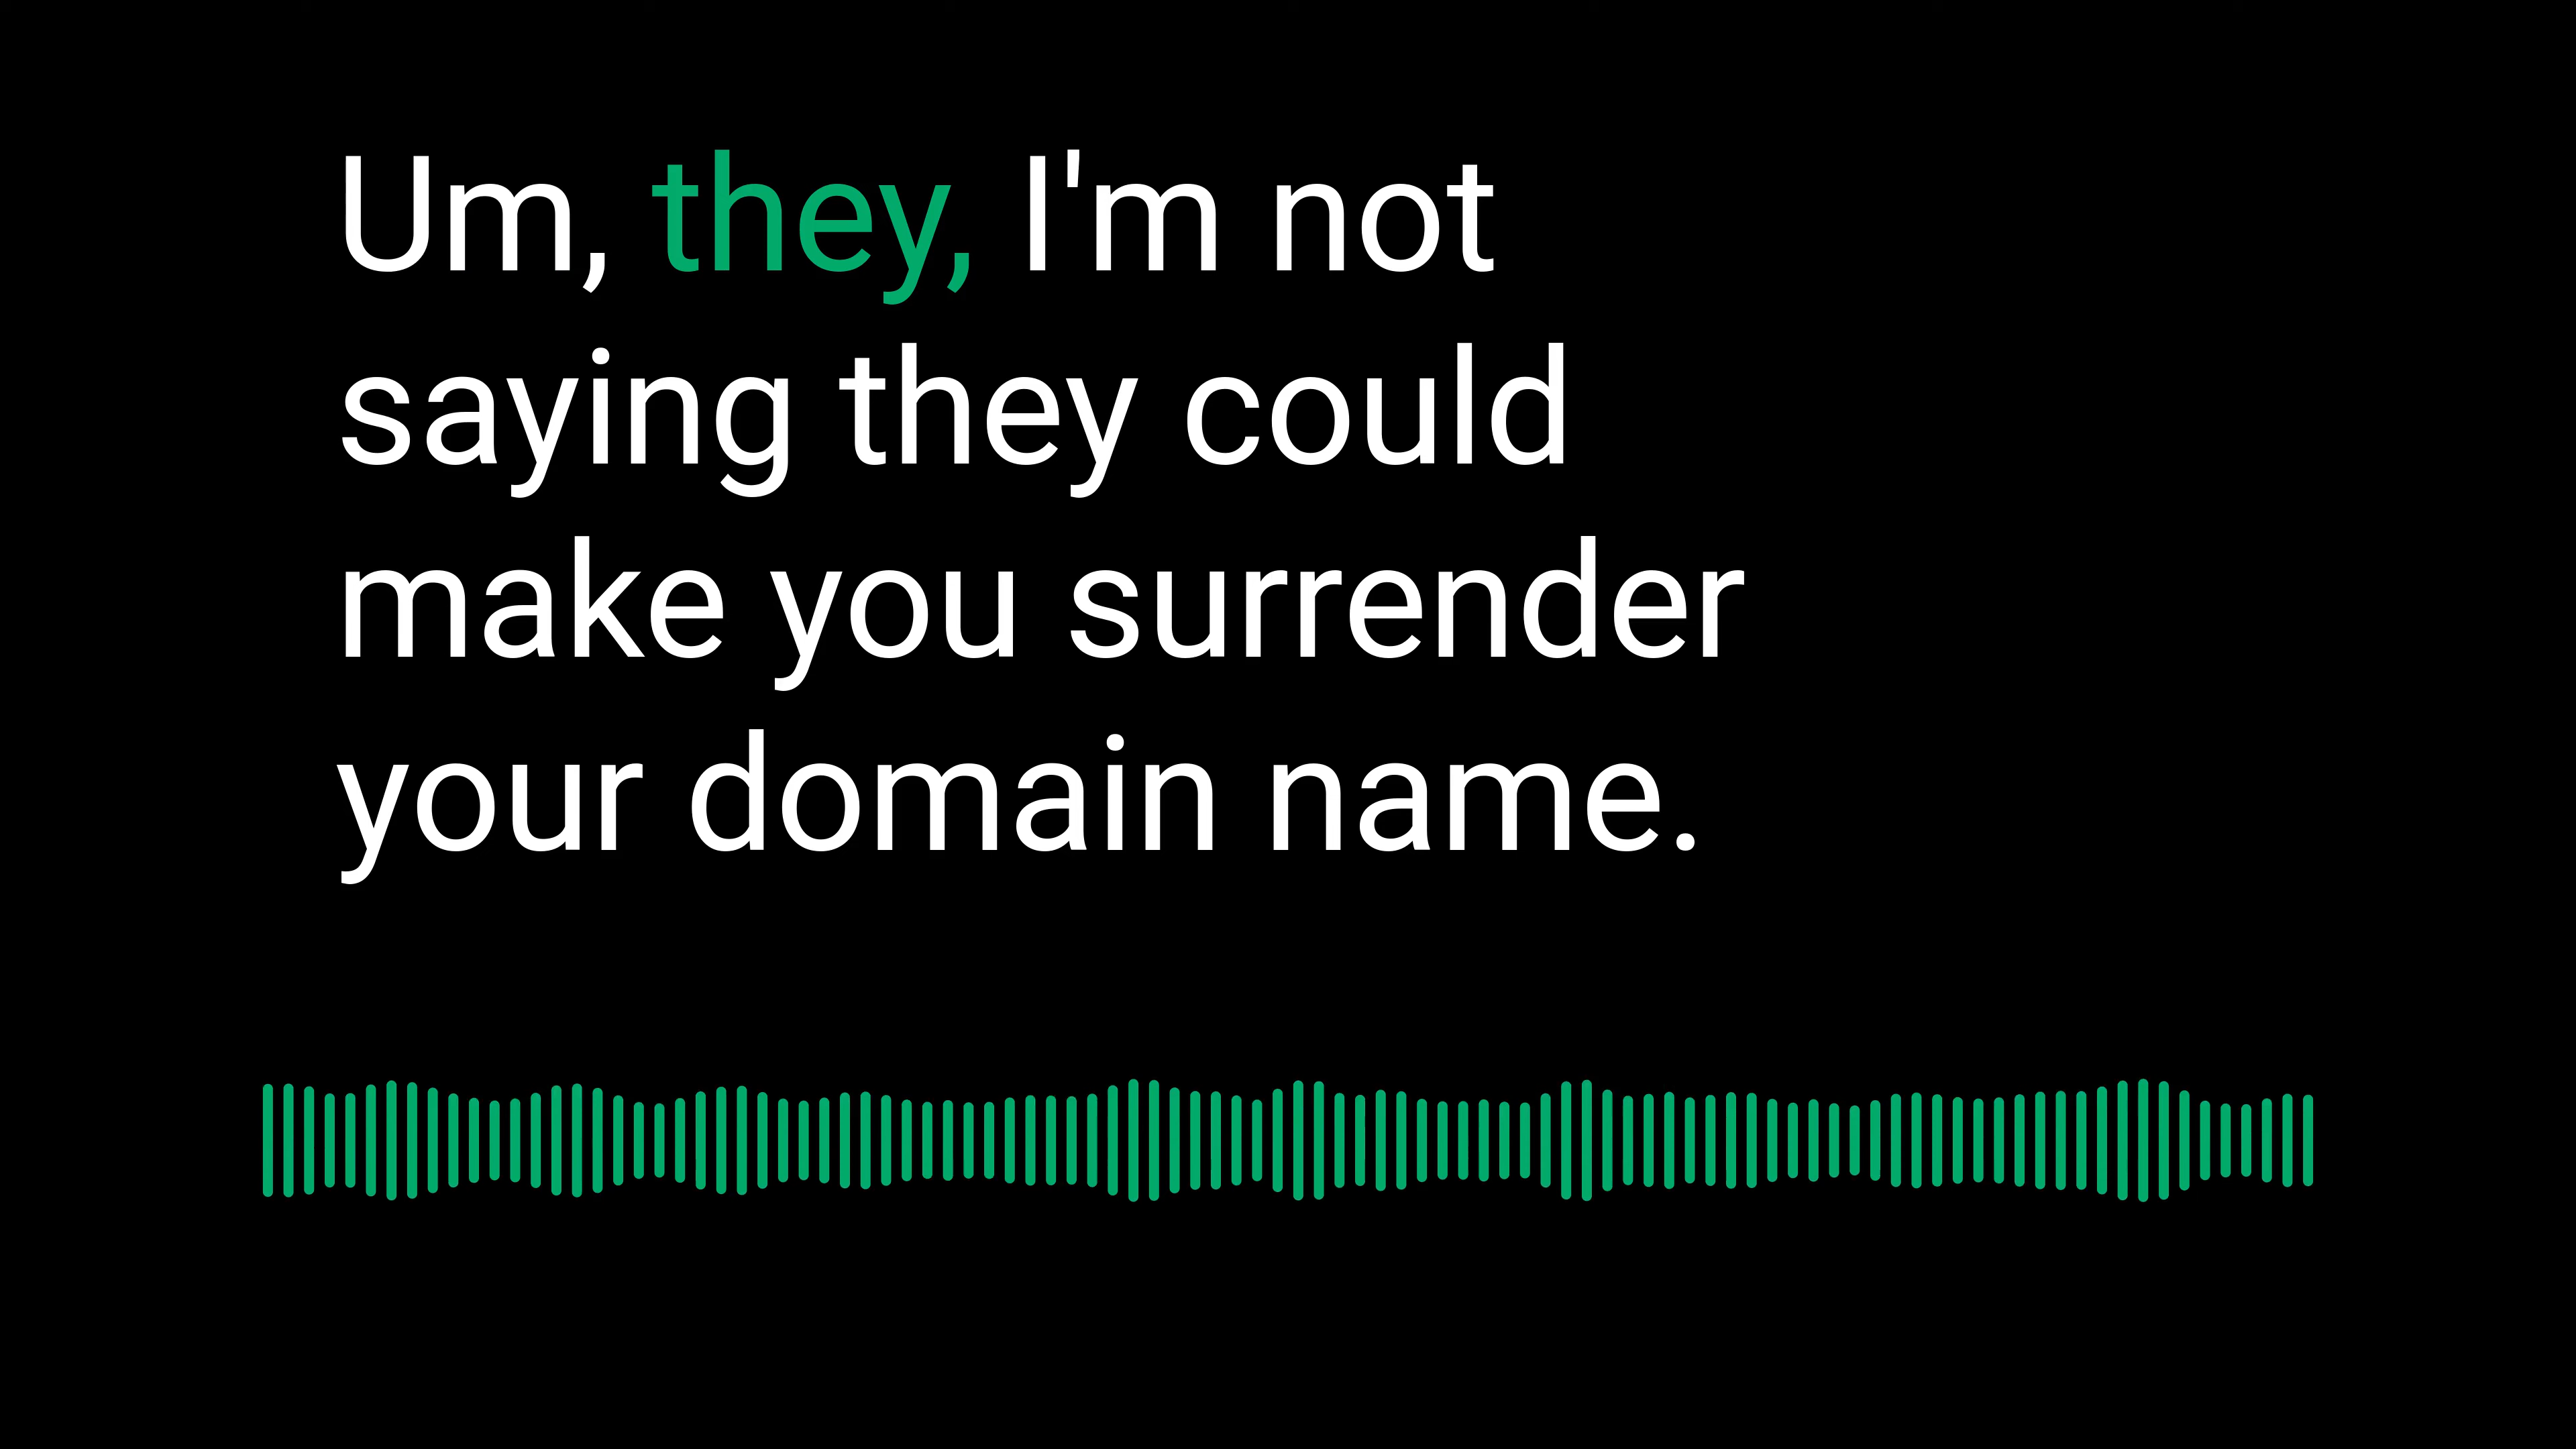 Um, they, I'm not
saying they could
make you surrender
your domain name.